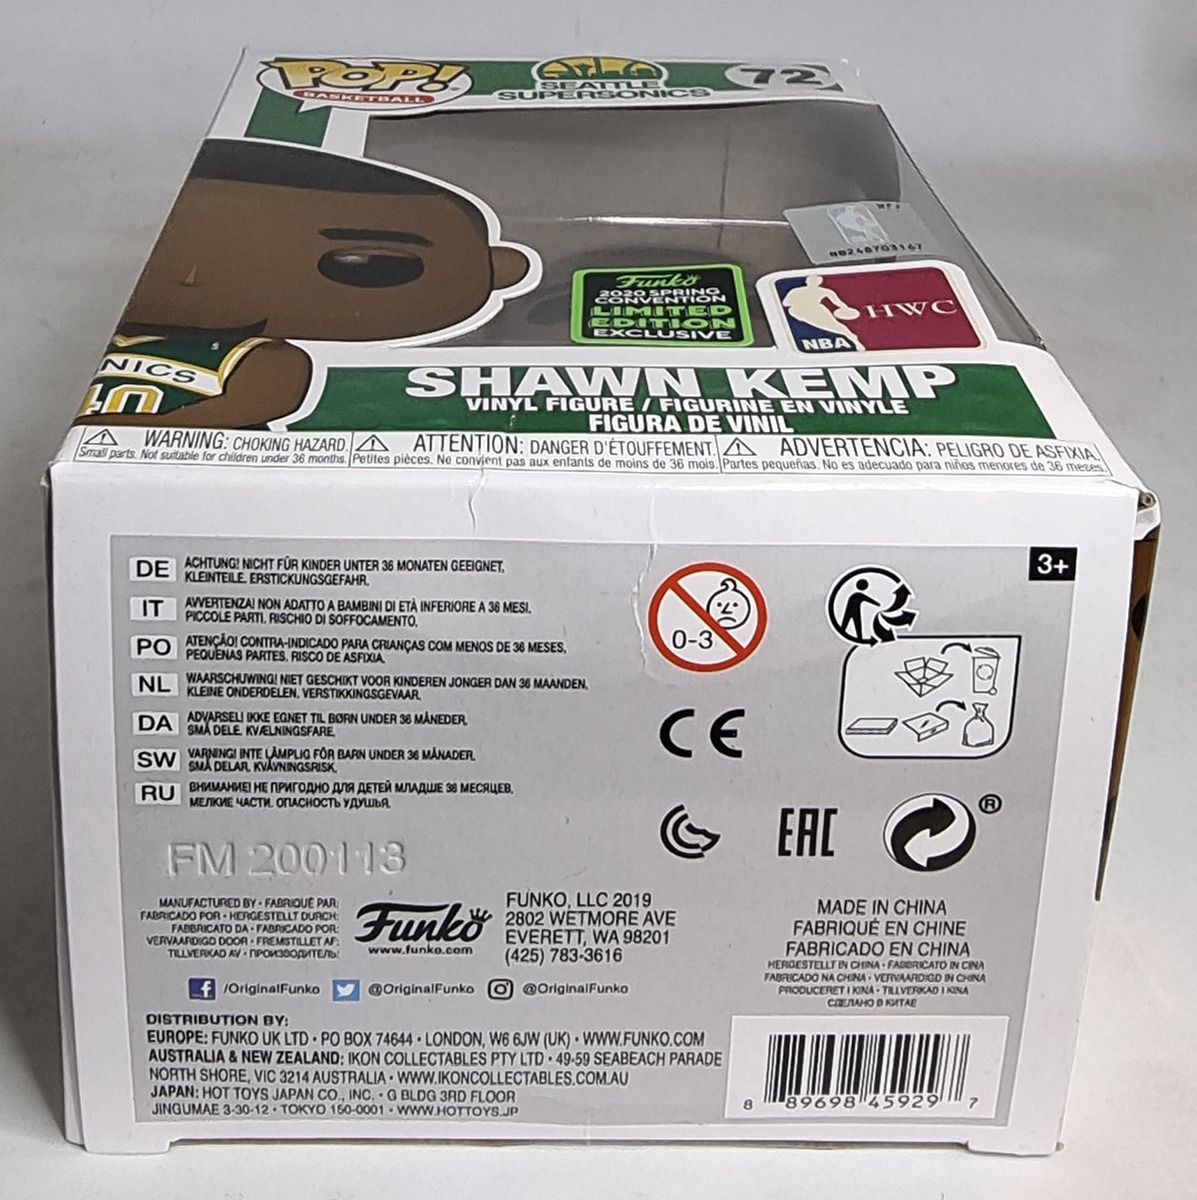 POP!
BASKETBALL
SEATTLE
SUPERSONICS
72
NBA
NB248703167
NICS
40
Funko
2020 SPRING
CONVENTION
LIMITED
EDITION
EXCLUSIVE
NBA
HWC
SHAWN KEMP
VINYL FIGURE / FIGURINE EN VINYLE
FIGURA DE VINIL
WARNING: CHOKING HAZARD.
Small parts. Not suitable for children under 36 months.
ATTENTION: DANGER D'ÉTOUFFEMENT.
Petites pièces. Ne convient pas aux enfants de moins de 36 mois.
ADVERTENCIA: PELIGRO DE ASFIXIA.
Partes pequeñas. No es adecuado para niños menores de 36 meses.
3+
DE ACHTUNG! NICHT FÜR KINDER UNTER 36 MONATEN GEEIGNET,
KLEINTEILE. ERSTICKUNGSGEFAHR.
IT AVVERTENZA! NON ADATTO A BAMBINI DI ETÀ INFERIORE A 36 MESI.
PICCOLE PARTI. RISCHIO DI SOFFOCAMENTO.
PO ATENÇÃO! CONTRA-INDICADO PARA CRIANÇAS COM MENOS DE 36 MESES,
PEQUENAS PARTES. RISCO DE ASFIXIA.
NL WAARSCHUWING! NIET GESCHIKT VOOR KINDEREN JONGER DAN 36 MAANDEN,
KLEINE ONDERDELEN, VERSTIKKINGSGEVAAR.
DA ADVARSEL! IKKE EGNET TIL BØRN UNDER 36 MÅNEDER,
SMÅ DELE. KVÆLNINGSFARE.
SW VARNING! INTE LÄMPLIG FÖR BARN UNDER 36 MÅNADER.
SMÅ DELAR. KVÄVNINGSRISK.
RU ВНИМАНИЕ! НЕ ПРИГОДНО ДЛЯ ДЕТЕЙ МЛАДШЕ 36 МЕСЯЦЕВ,
МЕЛКИЕ ЧАСТИ. ОПАСНОСТЬ УДУШЬЯ.
0-3
CE
EAC
®
FM 200113
MANUFACTURED BY • FABRIQUÉ PAR:
FABRICADO POR • HERGESTELLT DURCH:
FABBRICATO DA • FABRICADO POR:
VERVAARDIGD DOOR • FREMSTILLET AF:
TILLVERKAD AV • ПРОИЗВОДИТЕЛЬ:
Funko
www.funko.com
FUNKO, LLC 2019
2802 WETMORE AVE
EVERETT, WA 98201
(425) 783-3616
MADE IN CHINA
FABRIQUÉ EN CHINE
FABRICADO EN CHINA
HERGESTELLT IN CHINA • FABBRICATO IN CINA
FABRICADO NA CHINA • VERVAARDIGD IN CHINA
PRODUCERET I KINA • TILLVERKAD I KINA
СДЕЛАНО В КИТАЕ
f /OriginalFunko @OriginalFunko @OriginalFunko
DISTRIBUTION BY:
EUROPE: FUNKO UK LTD • PO BOX 74644 • LONDON, W6 6JW (UK) • WWW.FUNKO.COM
AUSTRALIA & NEW ZEALAND: IKON COLLECTABLES PTY LTD • 49-59 SEABEACH PARADE
NORTH SHORE, VIC 3214 AUSTRALIA • WWW.IKONCOLLECTABLES.COM.AU
JAPAN: HOT TOYS JAPAN CO., INC. • G BLDG 3RD FLOOR
JINGUMAE 3-30-12 • TOKYO 150-0001 • WWW.HOTTOYS.JP
8 89698 45929 7